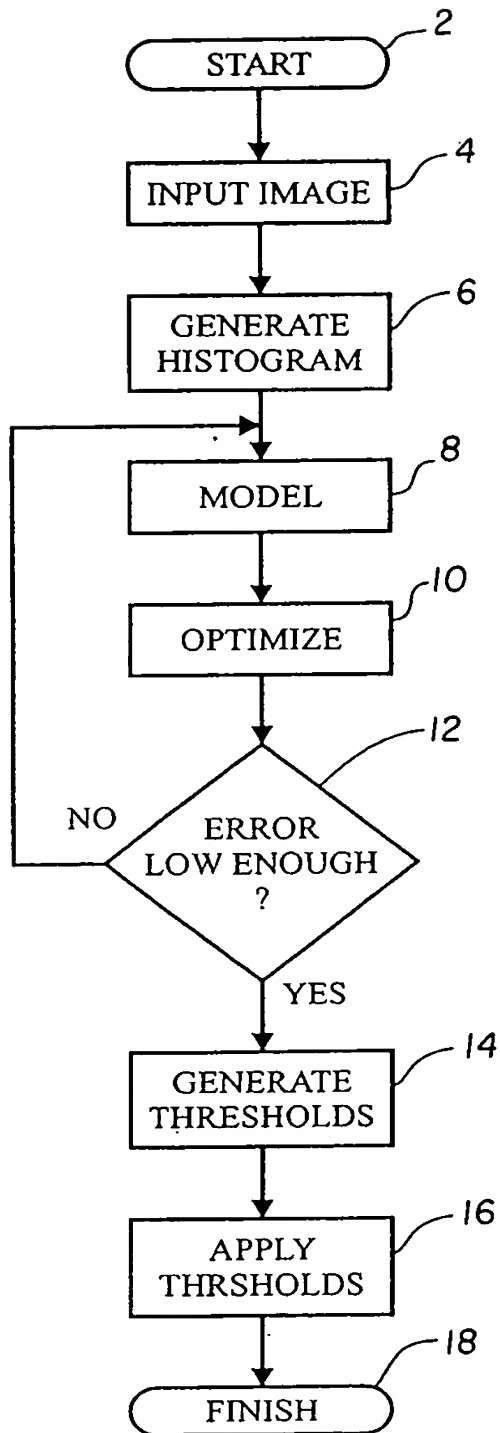 2
START
4
INPUT IMAGE
6
GENERATE
HISTOGRAM
8
MODEL
10
OPTIMIZE
12
NO
ERROR
LOW ENOUGH
?
YES
14
GENERATE
THRESHOLDS
16
APPLY
THRSHOLDS
18
FINISH